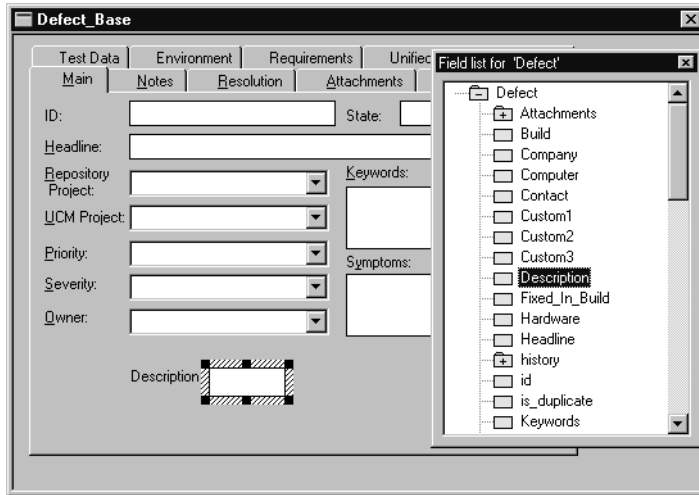 Defect_Base
Test Data Environment Requirements Unified
Main Notes Resolution Attachments
ID: State:
Headline:
Repository
Project:
Keywords:
UCM Project:
Priority:
Symptoms:
Severity:
Owner:
Description
Field list for 'Defect'
Defect
Attachments
Build
Company
Computer
Contact
Custom1
Custom2
Custom3
Description
Fixed_In_Build
Hardware
Headline
history
id
is_duplicate
Keywords